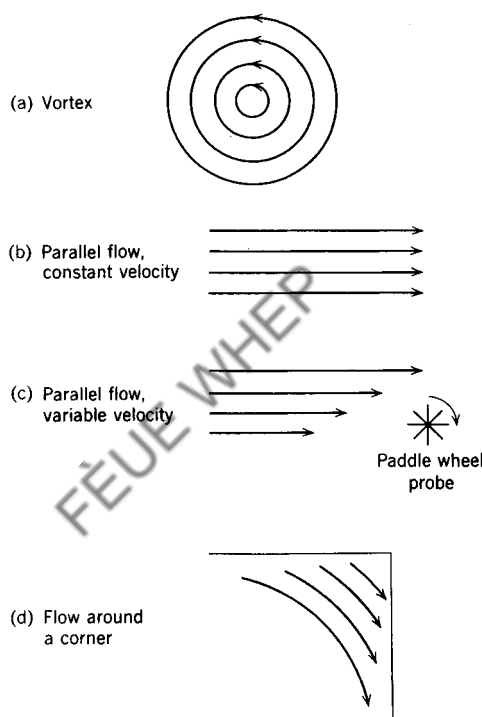 (a) Vortex
(b) Parallel flow,
constant velocity
(c) Parallel flow,
variable velocity
Paddle wheel
probe
(d) Flow around
a corner
FÈUE WHEP